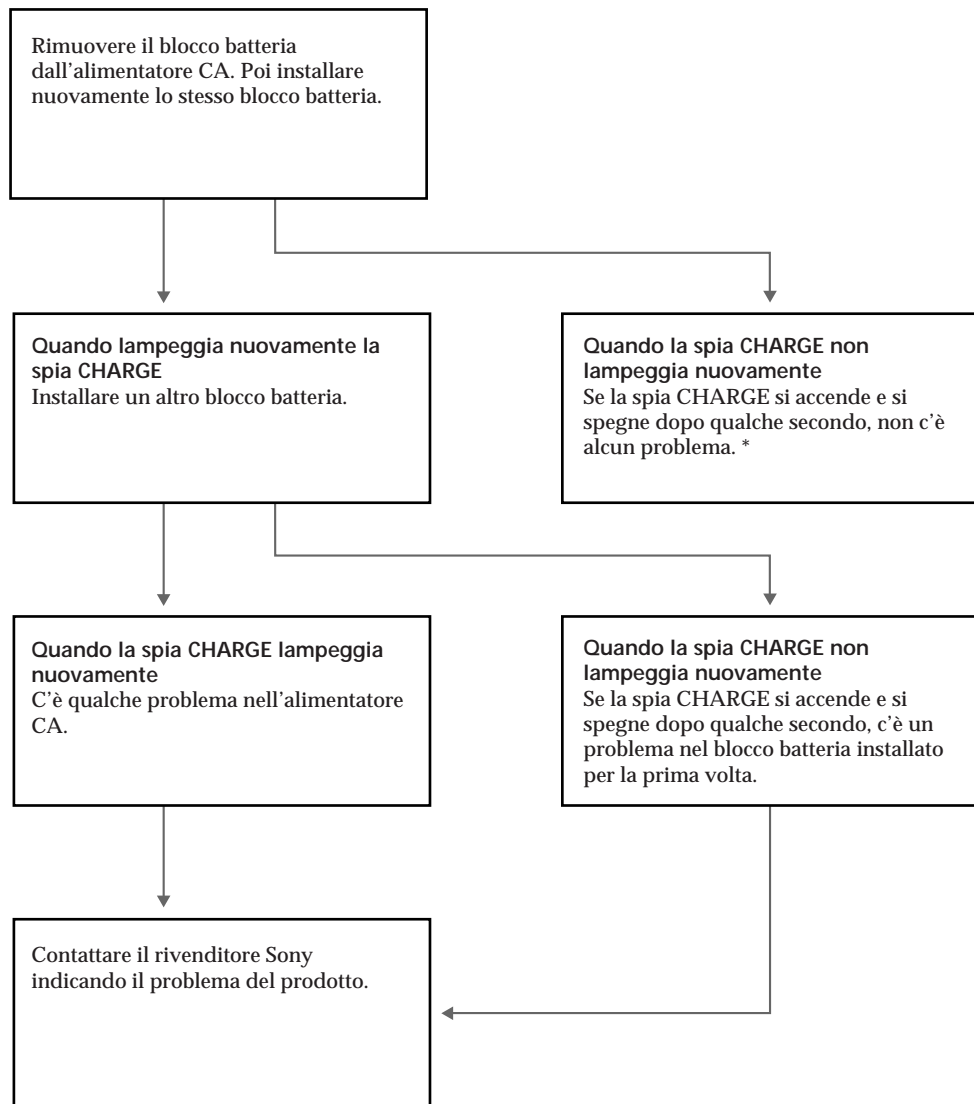 Rimuovere il blocco batteria
dall'alimentatore CA. Poi installare
nuovamente lo stesso blocco batteria.
Quando lampeggia nuovamente la
spia CHARGE
Installare un altro blocco batteria.
Quando la spia CHARGE non
lampeggia nuovamente
Se la spia CHARGE si accende e si
spegne dopo qualche secondo, non c'è
alcun problema. *
Quando la spia CHARGE lampeggia
nuovamente
C'è qualche problema nell'alimentatore
CA.
Quando la spia CHARGE non
lampeggia nuovamente
Se la spia CHARGE si accende e si
spegne dopo qualche secondo, c'è un
problema nel blocco batteria installato
per la prima volta.
Contattare il rivenditore Sony
indicando il problema del prodotto.